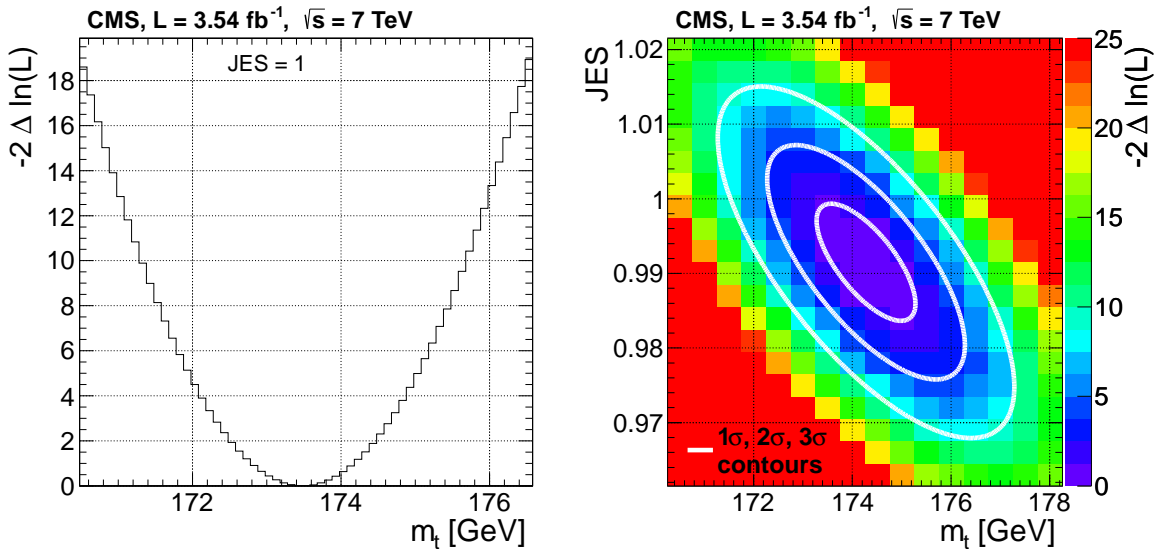 CMS, L = 3.54 fb⁻¹, √s = 7 TeV
JES = 1
-2 Δ ln(L)
18
16
14
12
10
8
6
4
2
0
172
174
176
mₜ [GeV]
CMS, L = 3.54 fb⁻¹, √s = 7 TeV
JES
1.02
1.01
1
0.99
0.98
0.97
1σ, 2σ, 3σ
contours
172
174
176
178
mₜ [GeV]
25
20
15
10
5
0
-2 Δ ln(L)